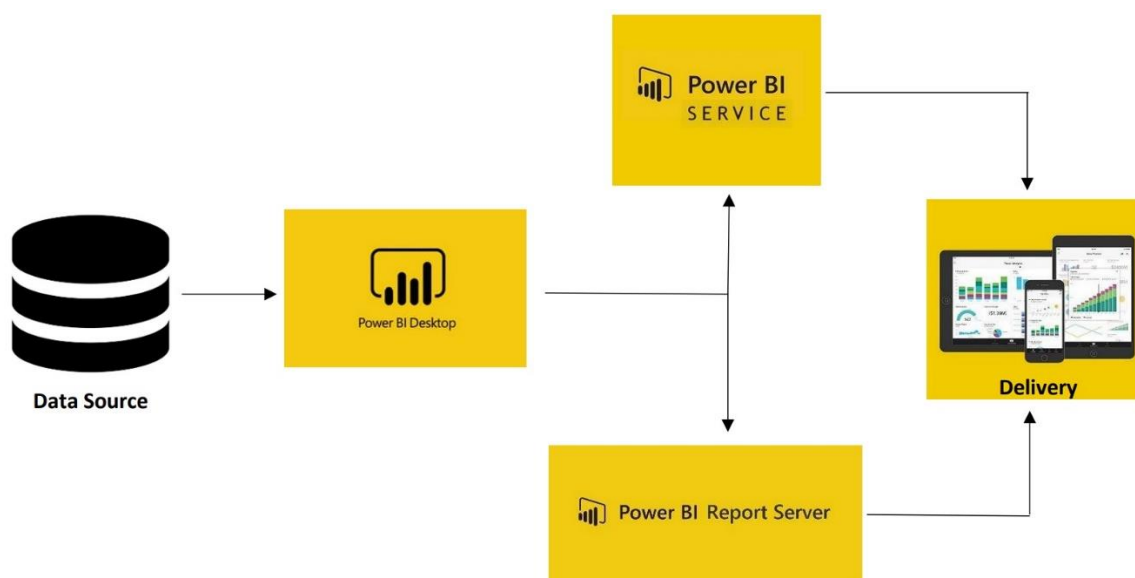 Power BI
SERVICE
Power BI Desktop
Data Source
Delivery
Power BI Report Server